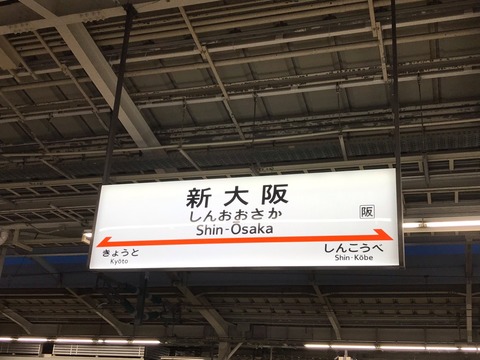 新大阪
しんおおさか
阪
Shin-Ōsaka
きょうと
しんこうべ
Kyōto
Shin-Kōbe